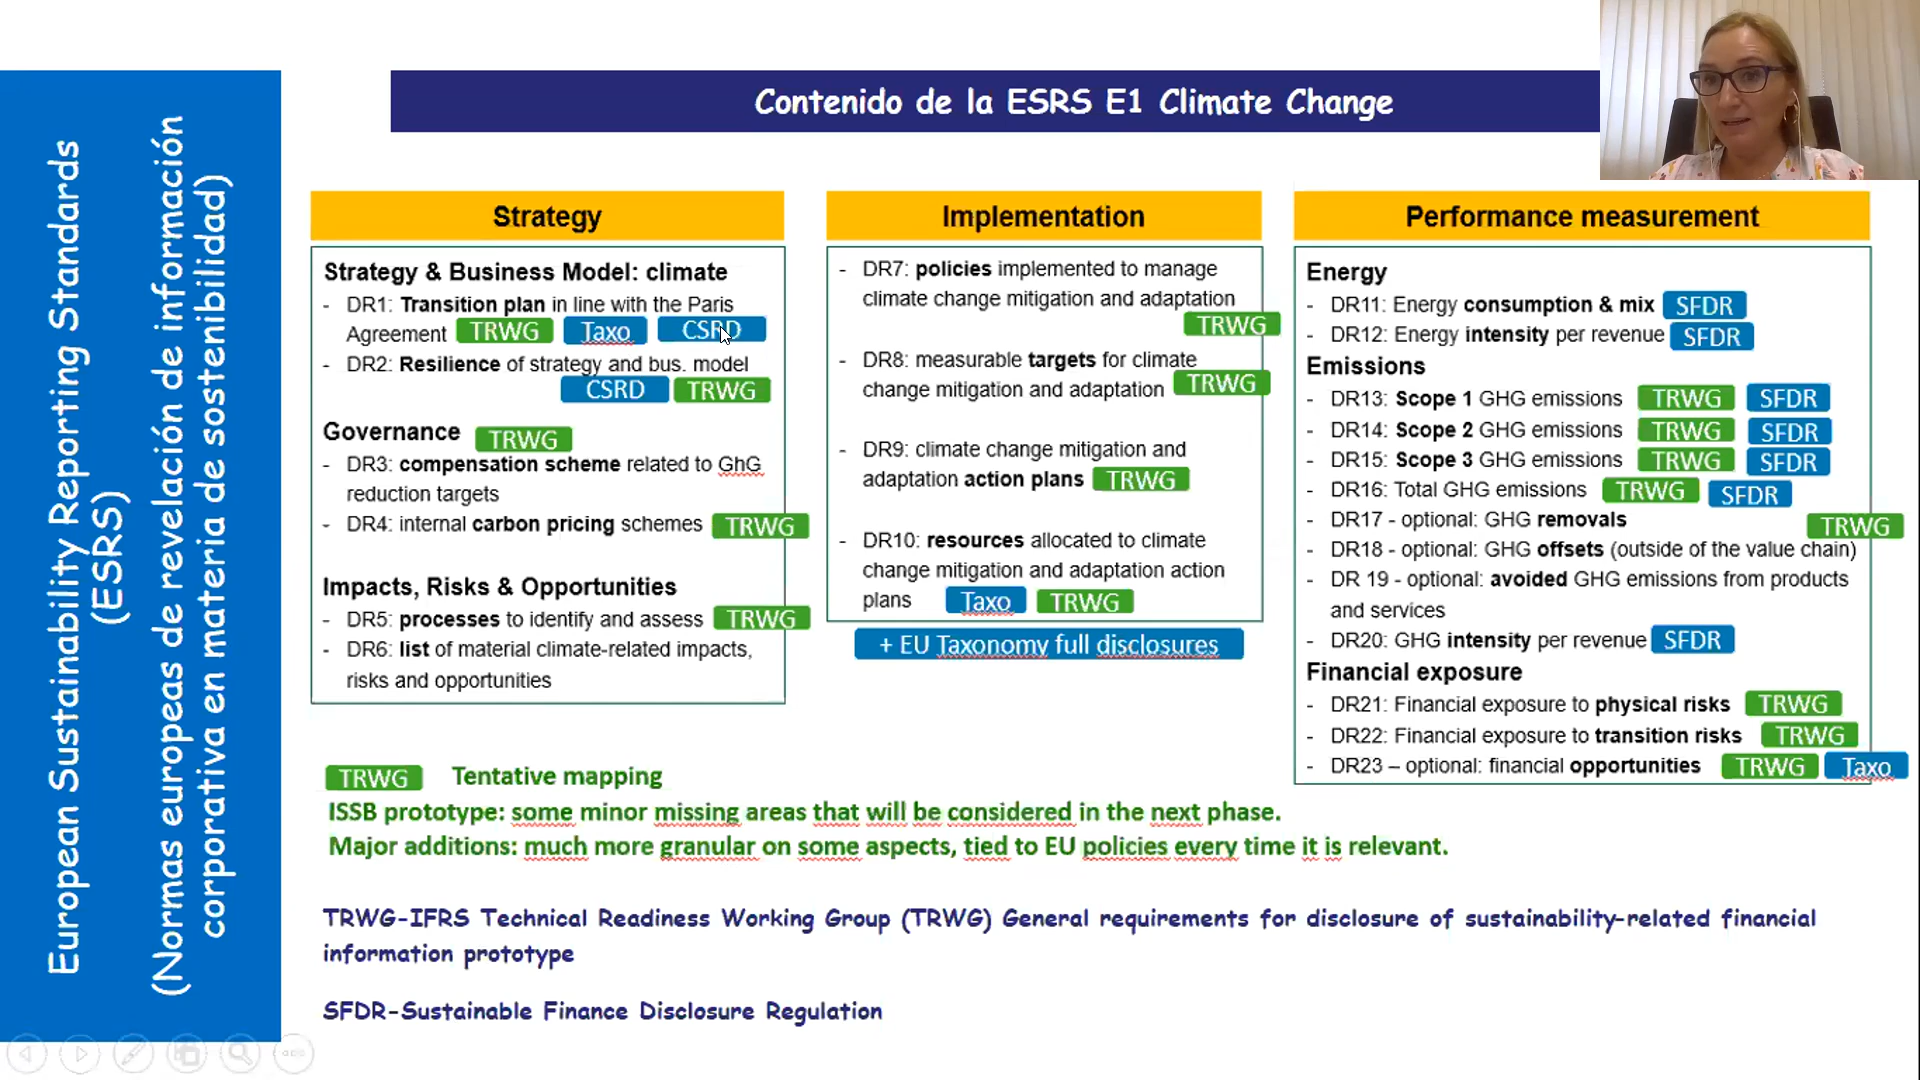 European Sustainability Reporting Standards
(ESRS)
(Normas europeas de revelación de información
corporativa en materia de sostenibilidad)
Contenido de la ESRS E1 Climate Change
Strategy
Strategy & Business Model: climate
- DR1: Transition plan in line with the Paris
Agreement TRWG Taxo CSRD
- DR2: Resilience of strategy and bus. model
CSRD TRWG
Governance TRWG
- DR3: compensation scheme related to GhG
reduction targets
- DR4: internal carbon pricing schemes TRWG
Impacts, Risks & Opportunities
- DR5: processes to identify and assess TRWG
- DR6: list of material climate-related impacts,
risks and opportunities
Implementation
- DR7: policies implemented to manage
climate change mitigation and adaptation
TRWG
- DR8: measurable targets for climate
change mitigation and adaptation TRWG
- DR9: climate change mitigation and
adaptation action plans TRWG
- DR10: resources allocated to climate
change mitigation and adaptation action
plans Taxo TRWG
+ EU Taxonomy full disclosures
Performance measurement
Energy
- DR11: Energy consumption & mix SFDR
- DR12: Energy intensity per revenue SFDR
Emissions
- DR13: Scope 1 GHG emissions TRWG SFDR
- DR14: Scope 2 GHG emissions TRWG SFDR
- DR15: Scope 3 GHG emissions TRWG SFDR
- DR16: Total GHG emissions TRWG SFDR
- DR17 - optional: GHG removals TRWG
- DR18 - optional: GHG offsets (outside of the value chain)
- DR 19 - optional: avoided GHG emissions from products
and services
- DR20: GHG intensity per revenue SFDR
Financial exposure
- DR21: Financial exposure to physical risks TRWG
- DR22: Financial exposure to transition risks TRWG
- DR23 – optional: financial opportunities TRWG Taxo
TRWG Tentative mapping
ISSB prototype: some minor missing areas that will be considered in the next phase.
Major additions: much more granular on some aspects, tied to EU policies every time it is relevant.
TRWG-IFRS Technical Readiness Working Group (TRWG) General requirements for disclosure of sustainability-related financial
information prototype
SFDR-Sustainable Finance Disclosure Regulation